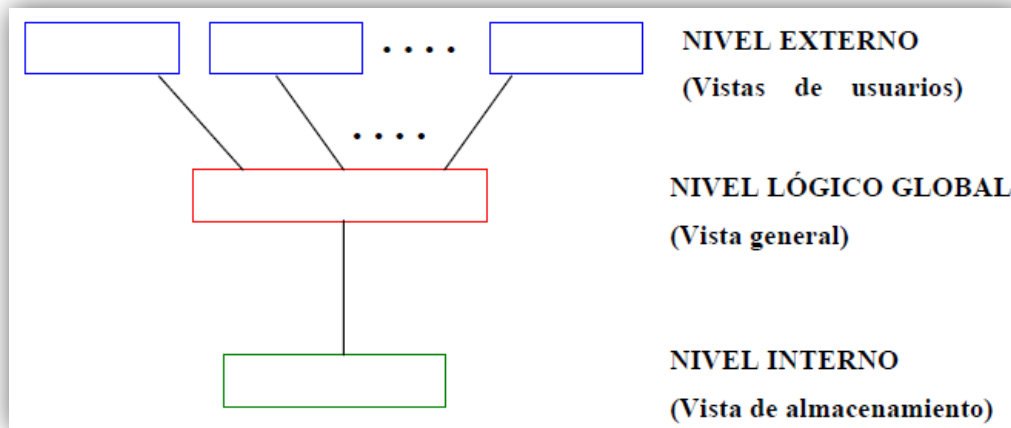 NIVEL EXTERNO
(Vistas de usuarios)
NIVEL LÓGICO GLOBAL
(Vista general)
NIVEL INTERNO
(Vista de almacenamiento)